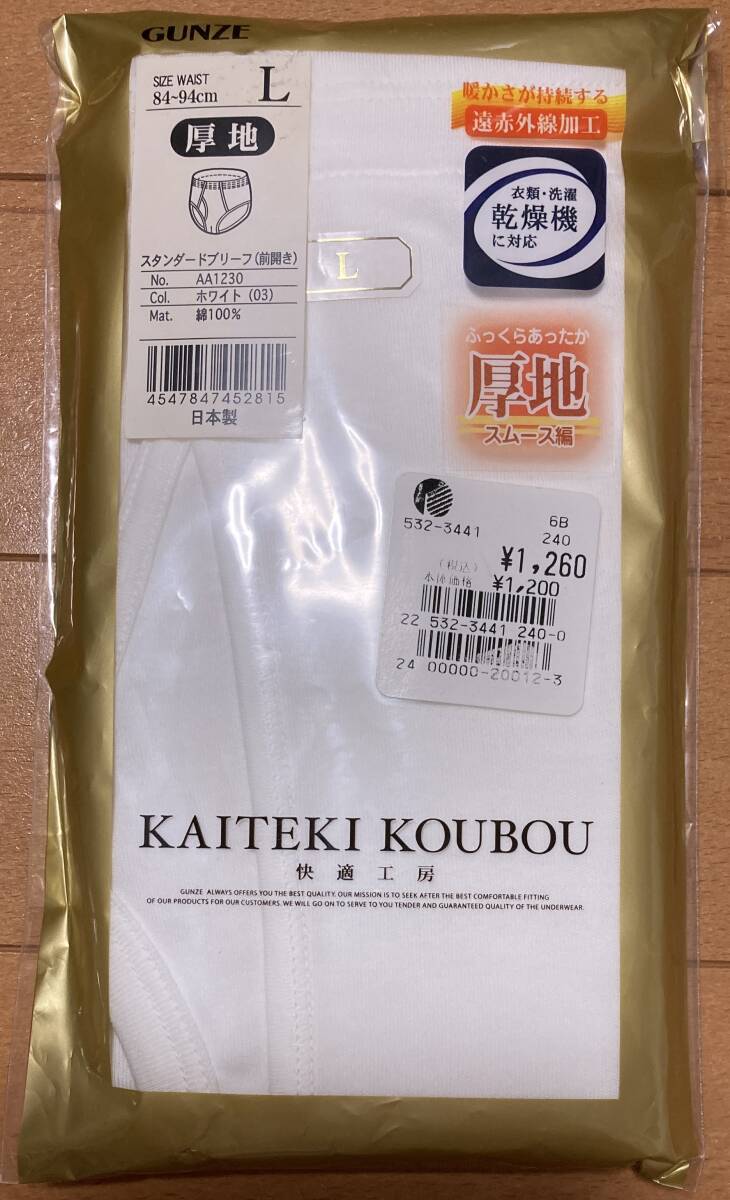 GUNZE
SIZE WAIST
84~94cm L
厚地
スタンダードブリーフ(前開き)
No. AA1230
Col. ホワイト (03)
Mat. 綿100%
4547847452815
日本製
L
暖かさが持続する
遠赤外線加工
衣類・洗濯
乾燥機
に対応
ふっくらあったか
厚地
スムース編
6B
532-3441 240
(税込) ¥1,260
本体価格 ¥1,200
22 532-3441 240-0
24 00000-20012-3
KAITEKI KOUBOU
快適工房
GUNZE ALWAYS OFFERS YOU THE BEST QUALITY. OUR MISSION IS TO SEEK AFTER THE BEST COMFORTABLE FITTING
OF OUR PRODUCTS FOR OUR CUSTOMERS. WE WILL GO ON TO SERVE TO YOU TENDER AND GUARANTEED QUALITY OF THE UNDERWEAR.